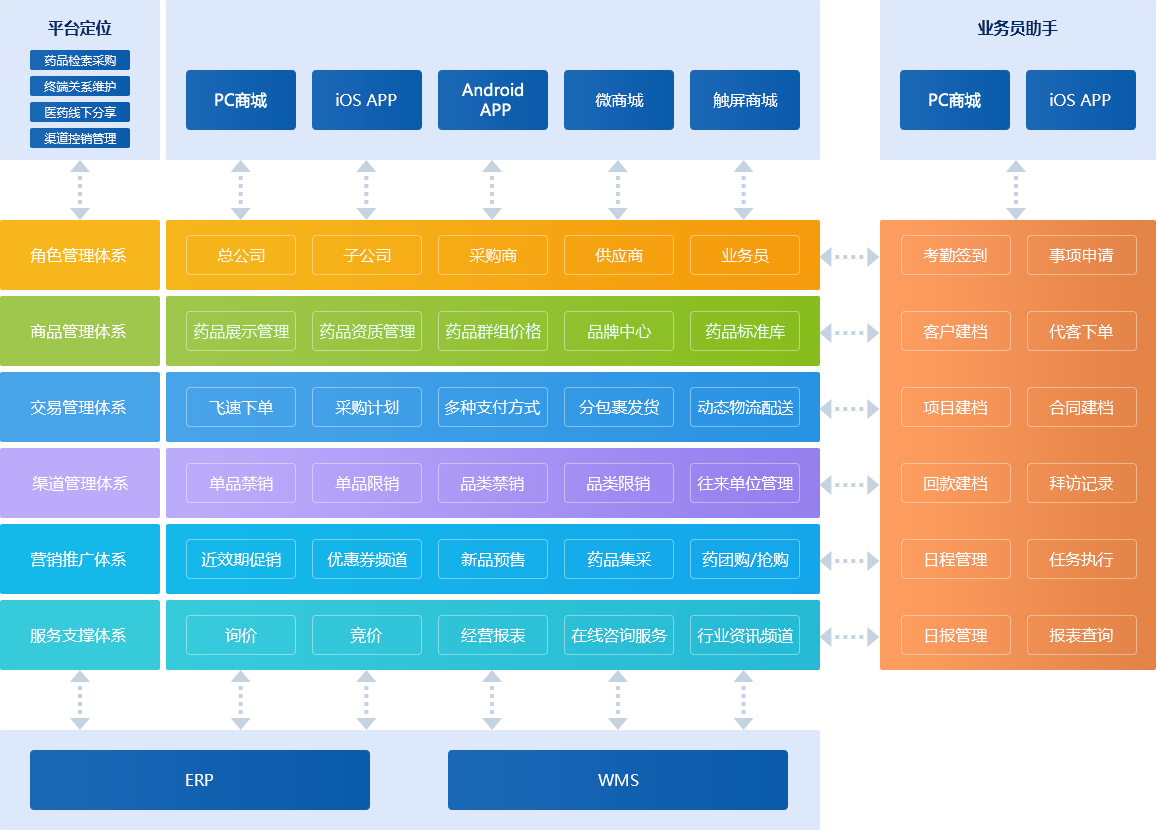 平台定位
药品检索采购
终端关系维护
医药线下分享
渠道控销管理
PC商城
iOS APP
Android
APP
微商城
触屏商城
业务员助手
PC商城
iOS APP
角色管理体系
总公司
子公司
采购商
供应商
业务员
考勤签到
事项申请
商品管理体系
药品展示管理
药品资质管理
药品群组价格
品牌中心
药品标准库
客户建档
代客下单
交易管理体系
飞速下单
采购计划
多种支付方式
分包裹发货
动态物流配送
项目建档
合同建档
渠道管理体系
单品禁销
单品限销
品类禁销
品类限销
往来单位管理
回款建档
拜访记录
营销推广体系
近效期促销
优惠券频道
新品预售
药品集采
药团购/抢购
日程管理
任务执行
服务支撑体系
询价
竞价
经营报表
在线咨询服务
行业资讯频道
日报管理
报表查询
ERP
WMS